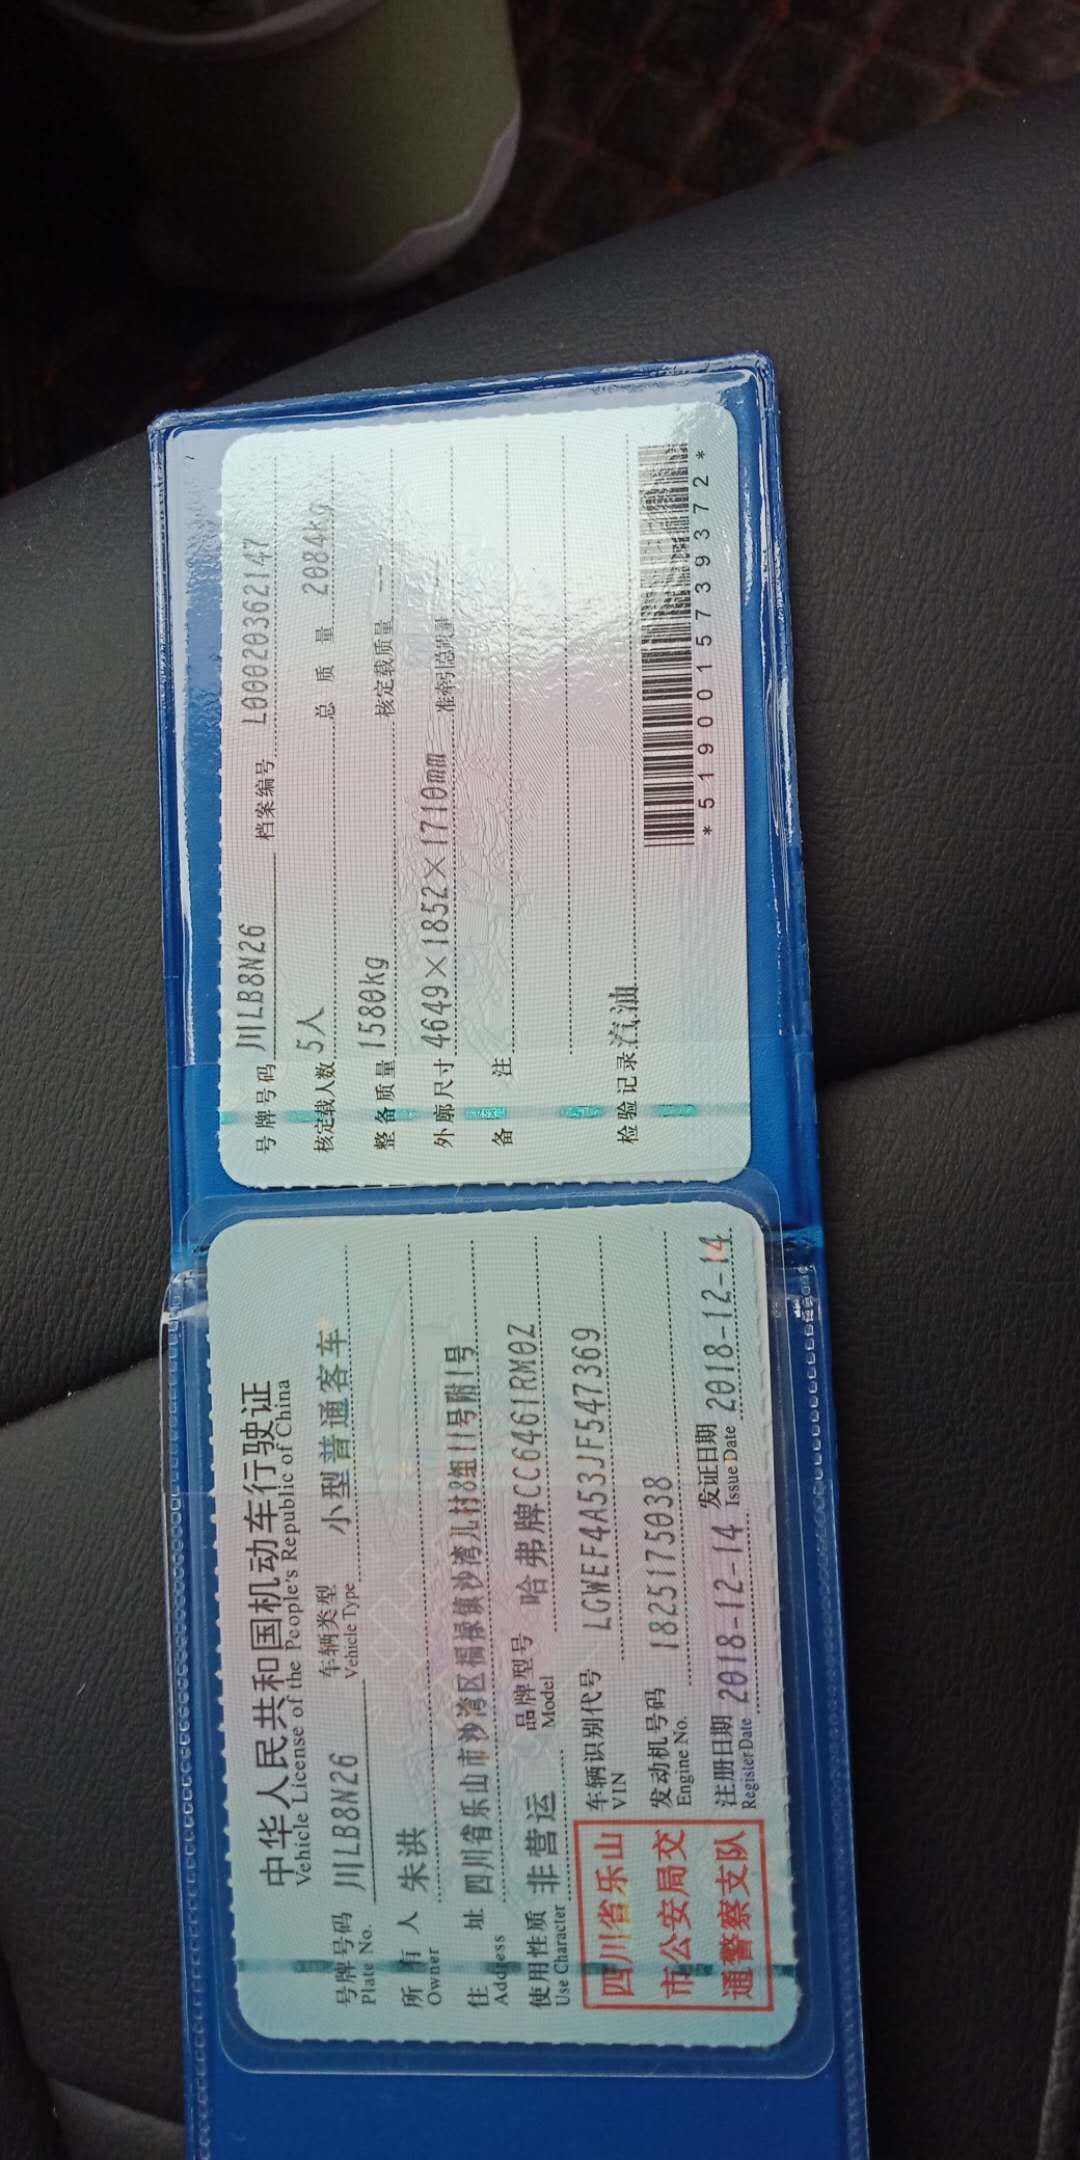 中华人民共和国机动车行驶证
Vehicle License of the People's Republic of China
号牌号码 川LB8N26 车辆类型 小型普通客车
Plate No. Vehicle Type
所有人 朱洪
Owner
住址 四川省乐山市沙湾区福禄镇沙湾儿村8组11号附1号
Address
使用性质 非营运 品牌型号 哈弗牌CC6461RM0Z
Use Character Model
四川省乐山
市公安局交
通警察支队
车辆识别代号 LGWEF4A53JF547369
VIN
发动机号码 1825175038
Engine No.
注册日期 2018-12-14 发证日期 2018-12-14
Register Date Issue Date
号牌号码 川LB8N26 档案编号 L00020362147
核定载人数 5人 总质量 2084kg
整备质量 1580kg 核定载质量 --
外廓尺寸 4649×1852×1710mm 准牵引总质量 --
备注
检验记录 汽油
*5190015739372*